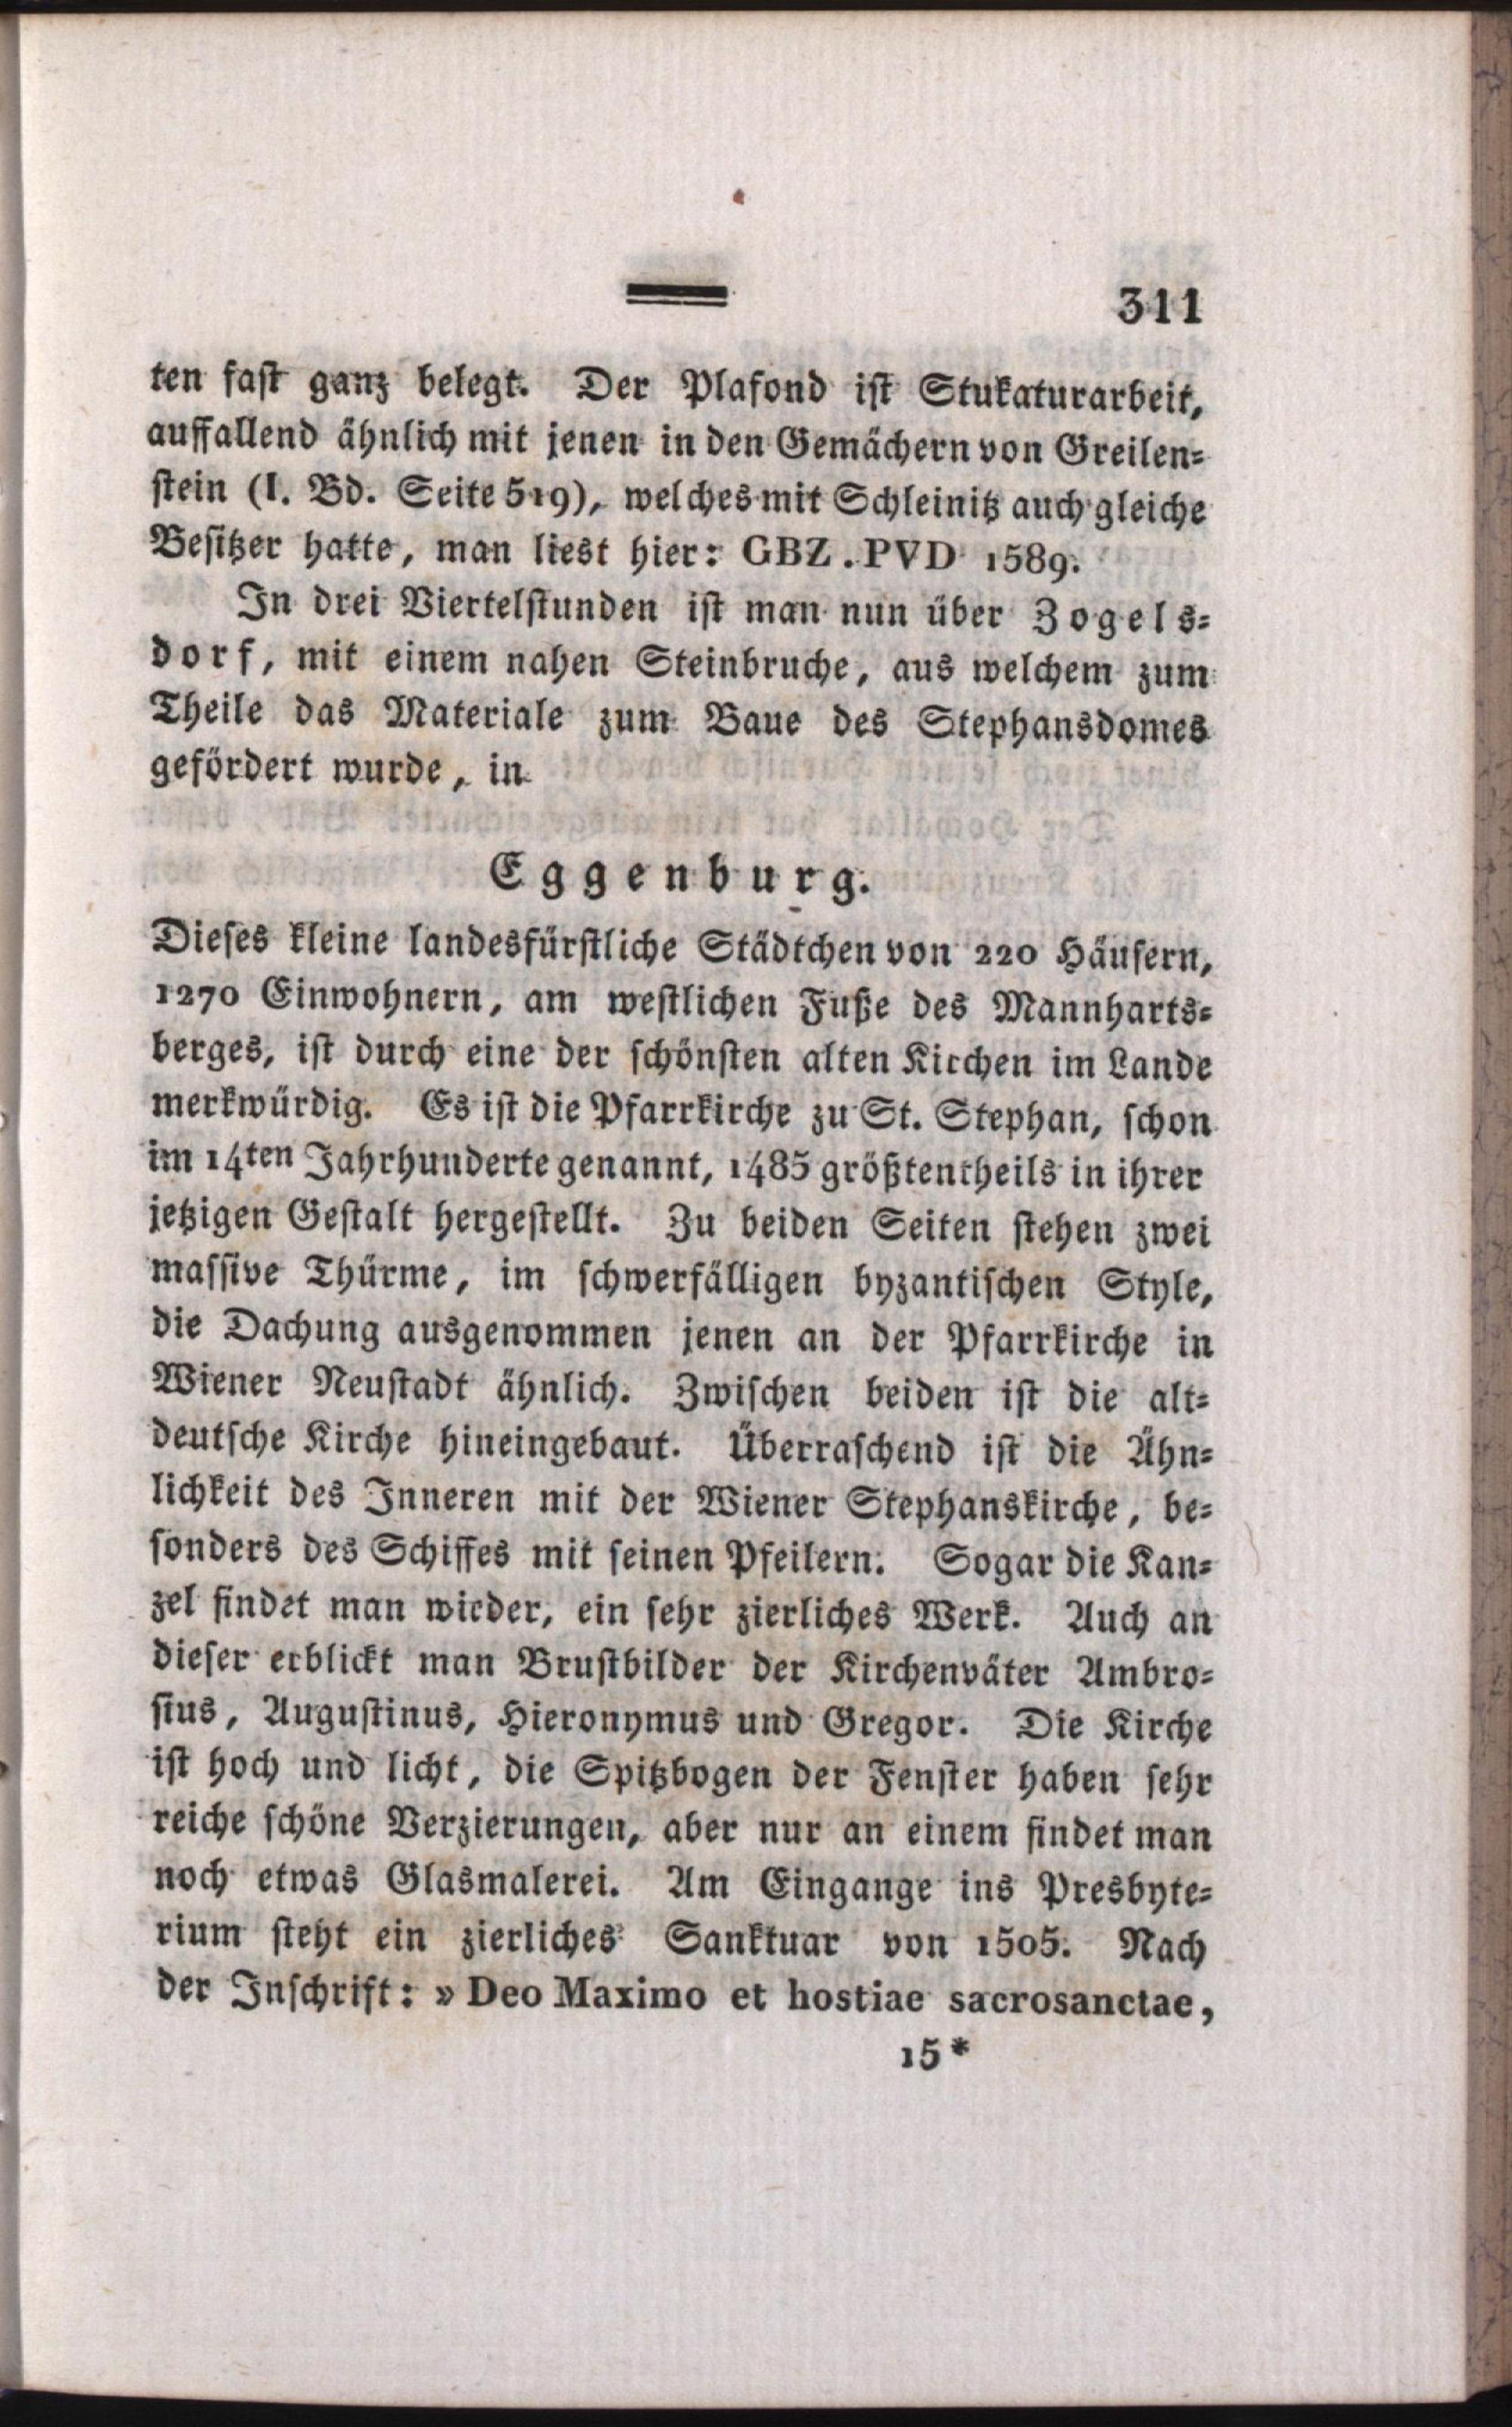 311
ten fast ganz belegt. Der Plafond ist Stukaturarbeit,
auffallend ähnlich mit jenen in den Gemächern von Greilen=
stein (I. Bd. Seite 519), welches mit Schleinitz auch gleiche
Besitzer hatte, man liest hier: GBZ. PVD 1589.
In drei Viertelstunden ist man nun über Zogels=
dorf, mit einem nahen Steinbruche, aus welchem zum
Theile das Materiale zum Baue des Stephansdomes
gefördert wurde, in
Eggenburg.
Dieses kleine landesfürstliche Städtchen von 220 Häusern,
1270 Einwohnern, am westlichen Fuße des Mannharts=
berges, ist durch eine der schönsten alten Kirchen im Lande
merkwürdig. Es ist die Pfarrkirche zu St. Stephan, schon
im 14ten Jahrhunderte genannt, 1485 größtentheils in ihrer
jetzigen Gestalt hergestellt. Zu beiden Seiten stehen zwei
massive Thürme, im schwerfälligen byzantischen Style,
die Dachung ausgenommen jenen an der Pfarrkirche in
Wiener Neustadt ähnlich. Zwischen beiden ist die alt=
deutsche Kirche hineingebaut. Überraschend ist die Ähn=
lichkeit des Inneren mit der Wiener Stephanskirche, be=
sonders des Schiffes mit seinen Pfeilern. Sogar die Kan=
zel findet man wieder, ein sehr zierliches Werk. Auch an
dieser erblickt man Brustbilder der Kirchenväter Ambro=
sius, Augustinus, Hieronymus und Gregor. Die Kirche
ist hoch und licht, die Spitzbogen der Fenster haben sehr
reiche schöne Verzierungen, aber nur an einem findet man
noch etwas Glasmalerei. Am Eingange ins Presbyte=
rium steht ein zierliches Sanktuar von 1505. Nach
der Inschrift: » Deo Maximo et hostiae sacrosanctae,
15*